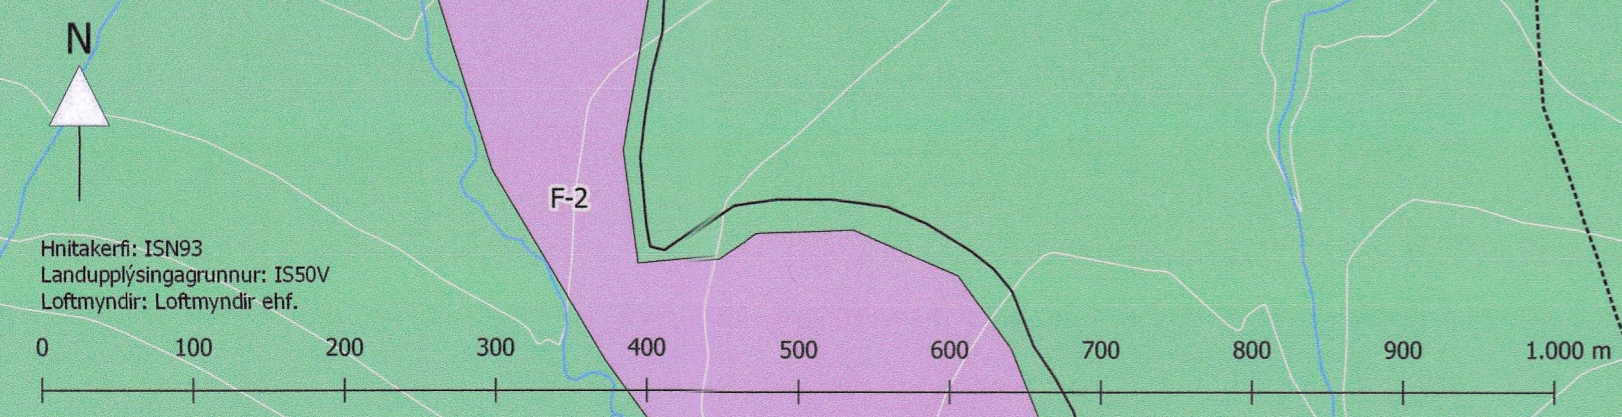 N
F-2
Hnitakerfi: ISN93
Landupplýsingagrunnur: IS50V
Loftmyndir: Loftmyndir ehf.
0 100 200 300 400 500 600 700 800 900 1.000 m